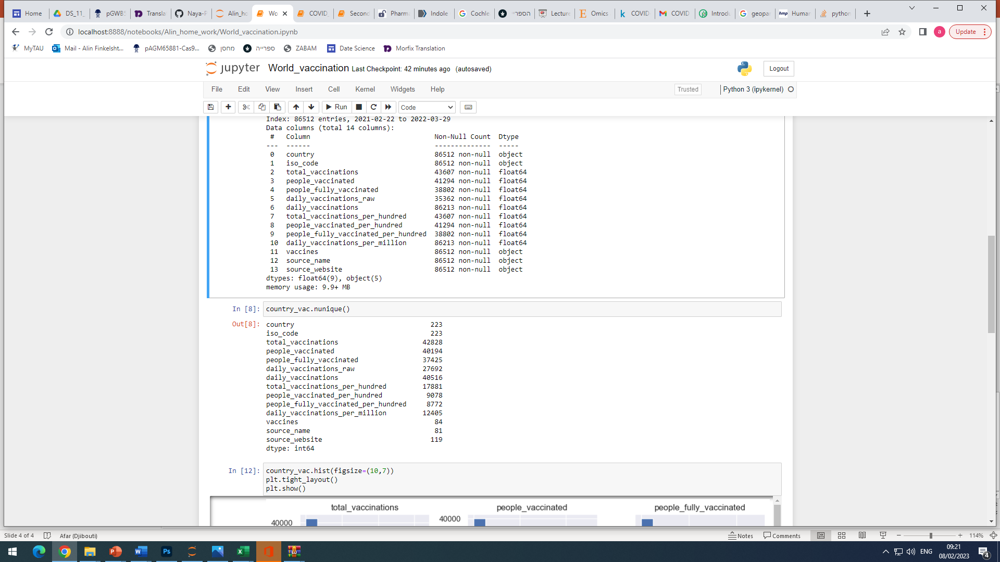 Home
DS_11_
pGWB5
Transla
Naya-P
Alin_ho
Wo
COVID_
Second
Pharma
Indole
Cochle
הספריי
Lecture
Omics
COVID
COVID
Introdu
geopar
Human
python
localhost:8888/notebooks/Alin_home_work/World_vaccination.ipynb
a
Update
MyTAU
Mail - Alin Finkelsht...
pAGM65881-Cas9...
מחסן
ספרייה
ZABAM
Date Science
Morfix Translation
jupyter World_vaccination Last Checkpoint: 42 minutes ago (autosaved)
Logout
File Edit View Insert Cell Kernel Widgets Help
Trusted
Python 3 (ipykernel)
Run
Code
Index: 86512 entries, 2021-02-22 to 2022-03-29
Data columns (total 14 columns):
# Column Non-Null Count Dtype
--- ------ -------------- -----
0 country 86512 non-null object
1 iso_code 86512 non-null object
2 total_vaccinations 43607 non-null float64
3 people_vaccinated 41294 non-null float64
4 people_fully_vaccinated 38802 non-null float64
5 daily_vaccinations_raw 35362 non-null float64
6 daily_vaccinations 86213 non-null float64
7 total_vaccinations_per_hundred 43607 non-null float64
8 people_vaccinated_per_hundred 41294 non-null float64
9 people_fully_vaccinated_per_hundred 38802 non-null float64
10 daily_vaccinations_per_million 86213 non-null float64
11 vaccines 86512 non-null object
12 source_name 86512 non-null object
13 source_website 86512 non-null object
dtypes: float64(9), object(5)
memory usage: 9.9+ MB
In [8]: country_vac.nunique()
Out[8]: country 223
iso_code 223
total_vaccinations 42828
people_vaccinated 40194
people_fully_vaccinated 37425
daily_vaccinations_raw 27692
daily_vaccinations 40516
total_vaccinations_per_hundred 17881
people_vaccinated_per_hundred 9078
people_fully_vaccinated_per_hundred 8772
daily_vaccinations_per_million 12405
vaccines 84
source_name 81
source_website 119
dtype: int64
In [12]: country_vac.hist(figsize=(10,7))
plt.tight_layout()
plt.show()
total_vaccinations people_vaccinated people_fully_vaccinated
40000 40000
Slide 4 of 4
Afar (Djibouti)
Notes
Comments
114%
ENG
09:21
08/02/2023
4